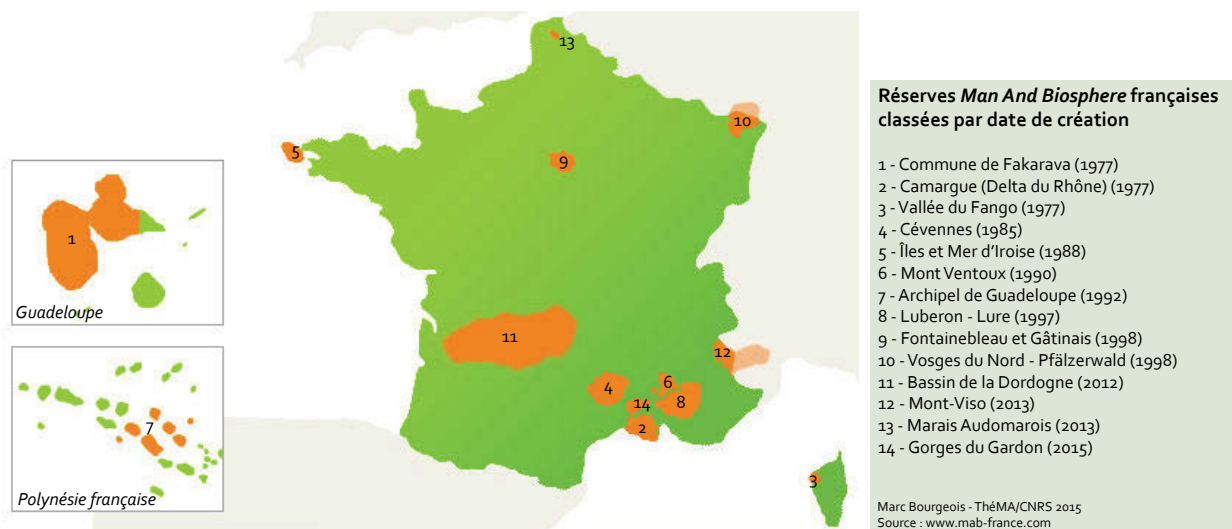 13
10
5
9
1
Guadeloupe
11
12
4
6
8
14
2
7
Polynésie française
3
Réserves Man And Biosphere françaises
classées par date de création
1 - Commune de Fakarava (1977)
2 - Camargue (Delta du Rhône) (1977)
3 - Vallée du Fango (1977)
4 - Cévennes (1985)
5 - Îles et Mer d'Iroise (1988)
6 - Mont Ventoux (1990)
7 - Archipel de Guadeloupe (1992)
8 - Luberon - Lure (1997)
9 - Fontainebleau et Gâtinais (1998)
10 - Vosges du Nord - Pfälzerwald (1998)
11 - Bassin de la Dordogne (2012)
12 - Mont-Viso (2013)
13 - Marais Audomarois (2013)
14 - Gorges du Gardon (2015)
Marc Bourgeois - ThéMA/CNRS 2015
Source : www.mab-france.com